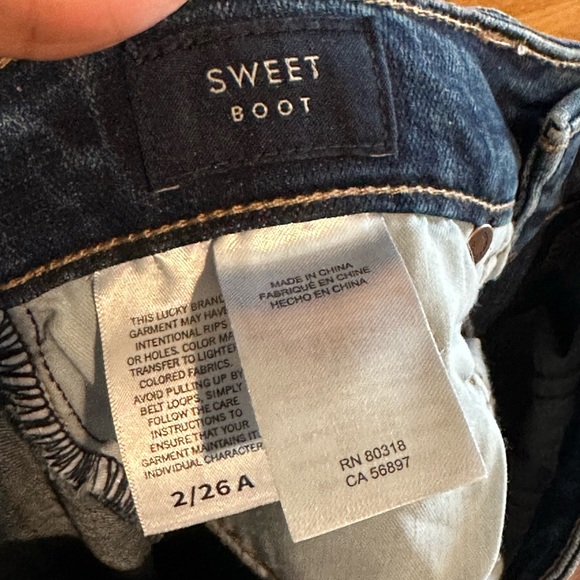 SWEET
BOOT
THIS LUCKY BRAND
GARMENT MAY HAVE
INTENTIONAL RIPS
OR HOLES. COLOR MA
TRANSFER TO LIGHTER
COLORED FABRICS.
AVOID PULLING UP BY
BELT LOOPS, SIMPLY
FOLLOW THE CARE
INSTRUCTIONS TO
ENSURE THAT YOUR
GARMENT MAINTAINS IT
INDIVIDUAL CHARACTER
2/26 A
MADE IN CHINA
FABRIQUÉ EN CHINE
HECHO EN CHINA
RN 80318
CA 56897